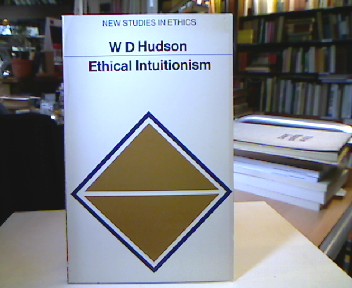 NEW STUDIES IN ETHICS
W D Hudson
Ethical Intuitionism